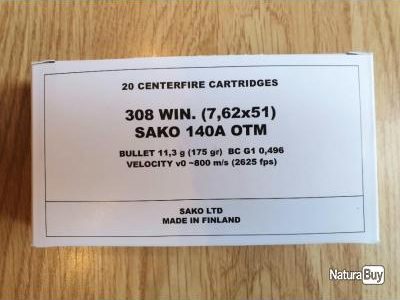 20 CENTERFIRE CARTRIDGES
308 WIN. (7,62x51)
SAKO 140A OTM
BULLET 11,3 g (175 gr) BC G1 0,496
VELOCITY v0 ~800 m/s (2625 fps)
SAKO LTD
MADE IN FINLAND
NaturaBuy